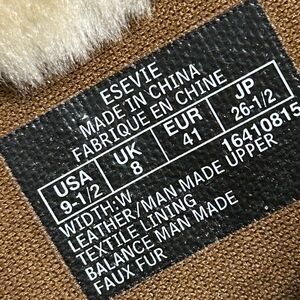 ESEVIE
MADE IN CHINA
FABRIQUE EN CHINE
USA UK EUR JP
9-1/2 8 41 26-1/2
WIDTH:W 16410815
LEATHER/MAN MADE UPPER
TEXTILE LINING
BALANCE MAN MADE
FAUX FUR